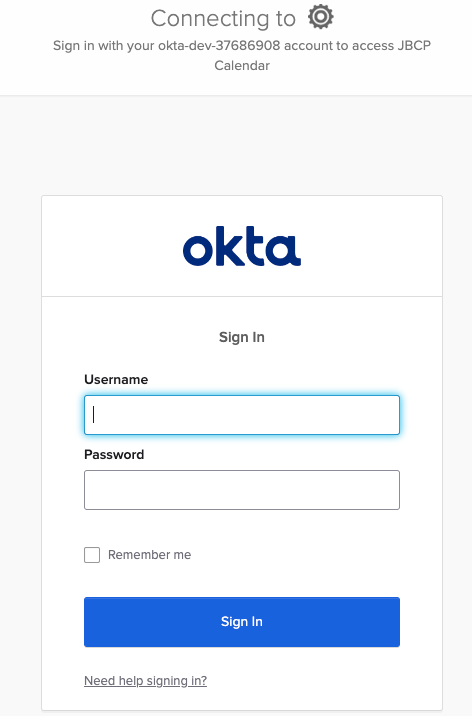 Connecting to
Sign in with your okta-dev-37686908 account to access JBCP
Calendar
okta
Sign In
Username
Password
Remember me
Sign In
Need help signing in?